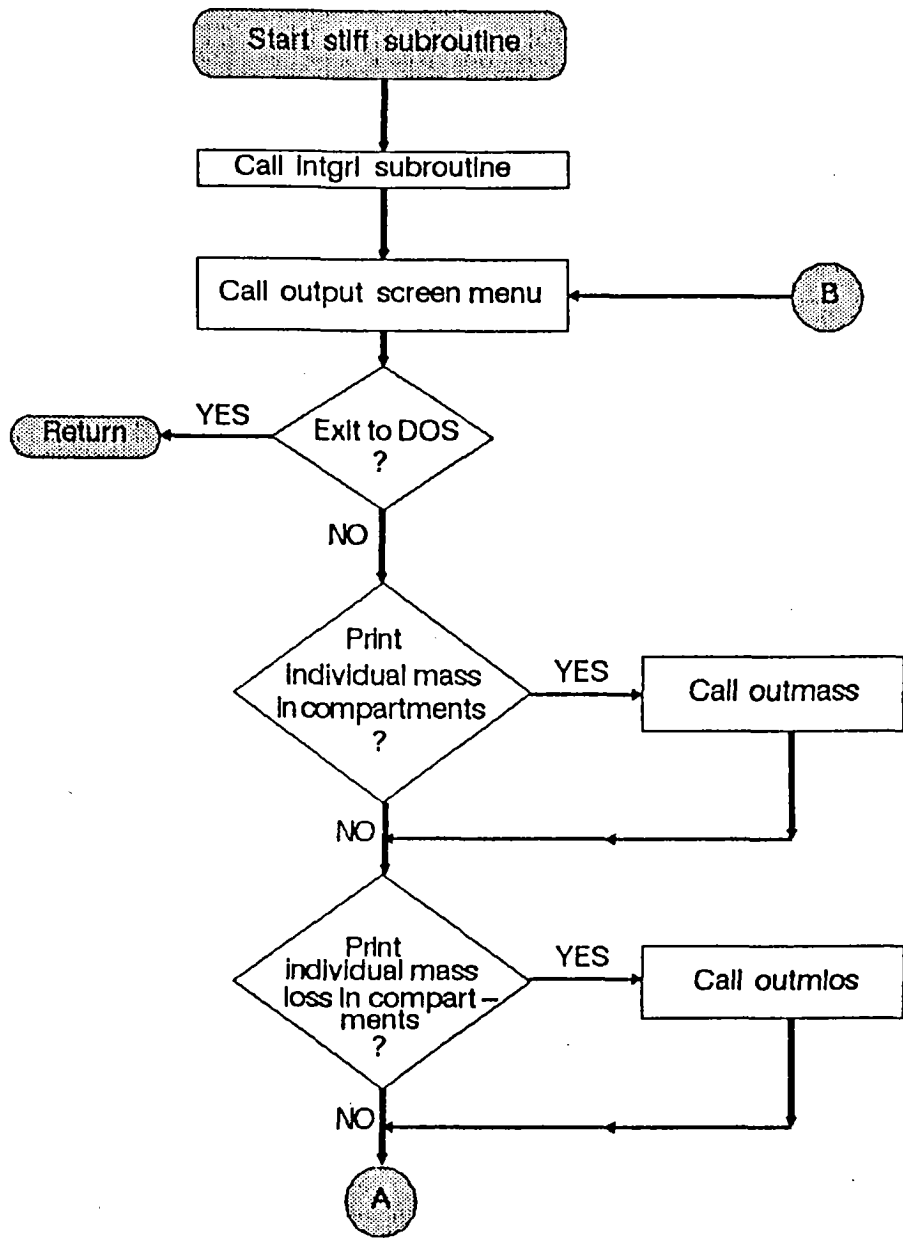 Start stiff subroutine
Call intgrl subroutine
Call output screen menu
B
YES
Return
Exit to DOS
?
NO
Print
individual mass
in compartments
?
YES
Call outmass
NO
Print
individual mass
loss in compart-
ments
?
YES
Call outmlos
NO
A